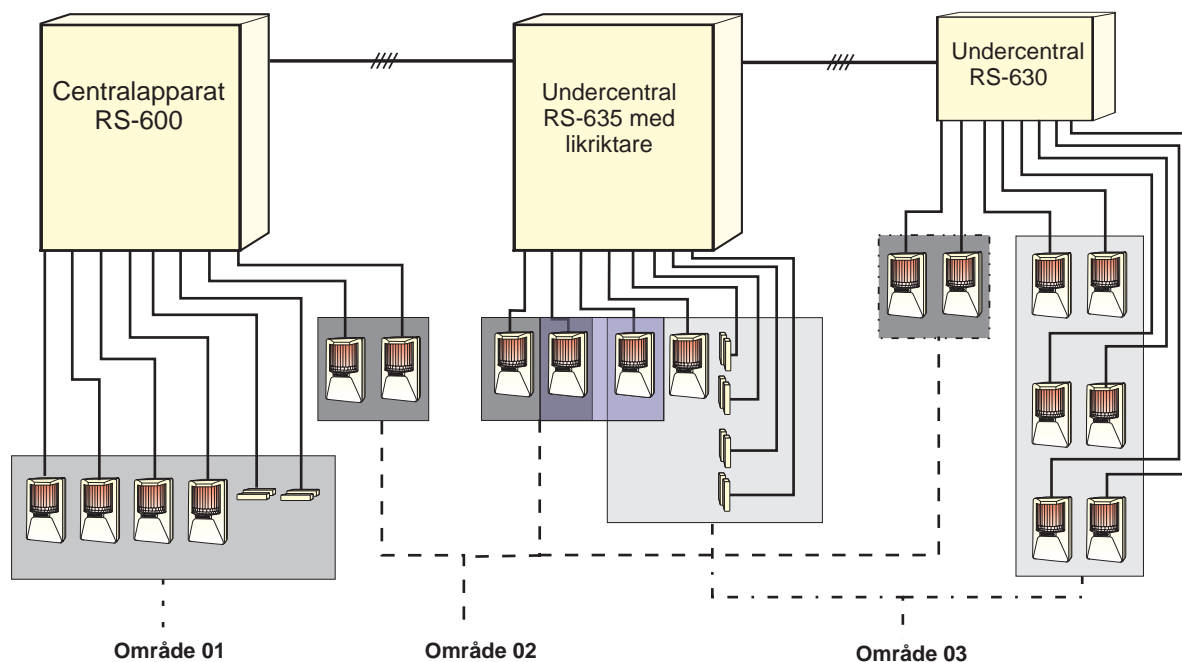 Centralapparat
RS-600
Undercentral
RS-635 med
likriktare
Undercentral
RS-630
Område 01
Område 02
Område 03